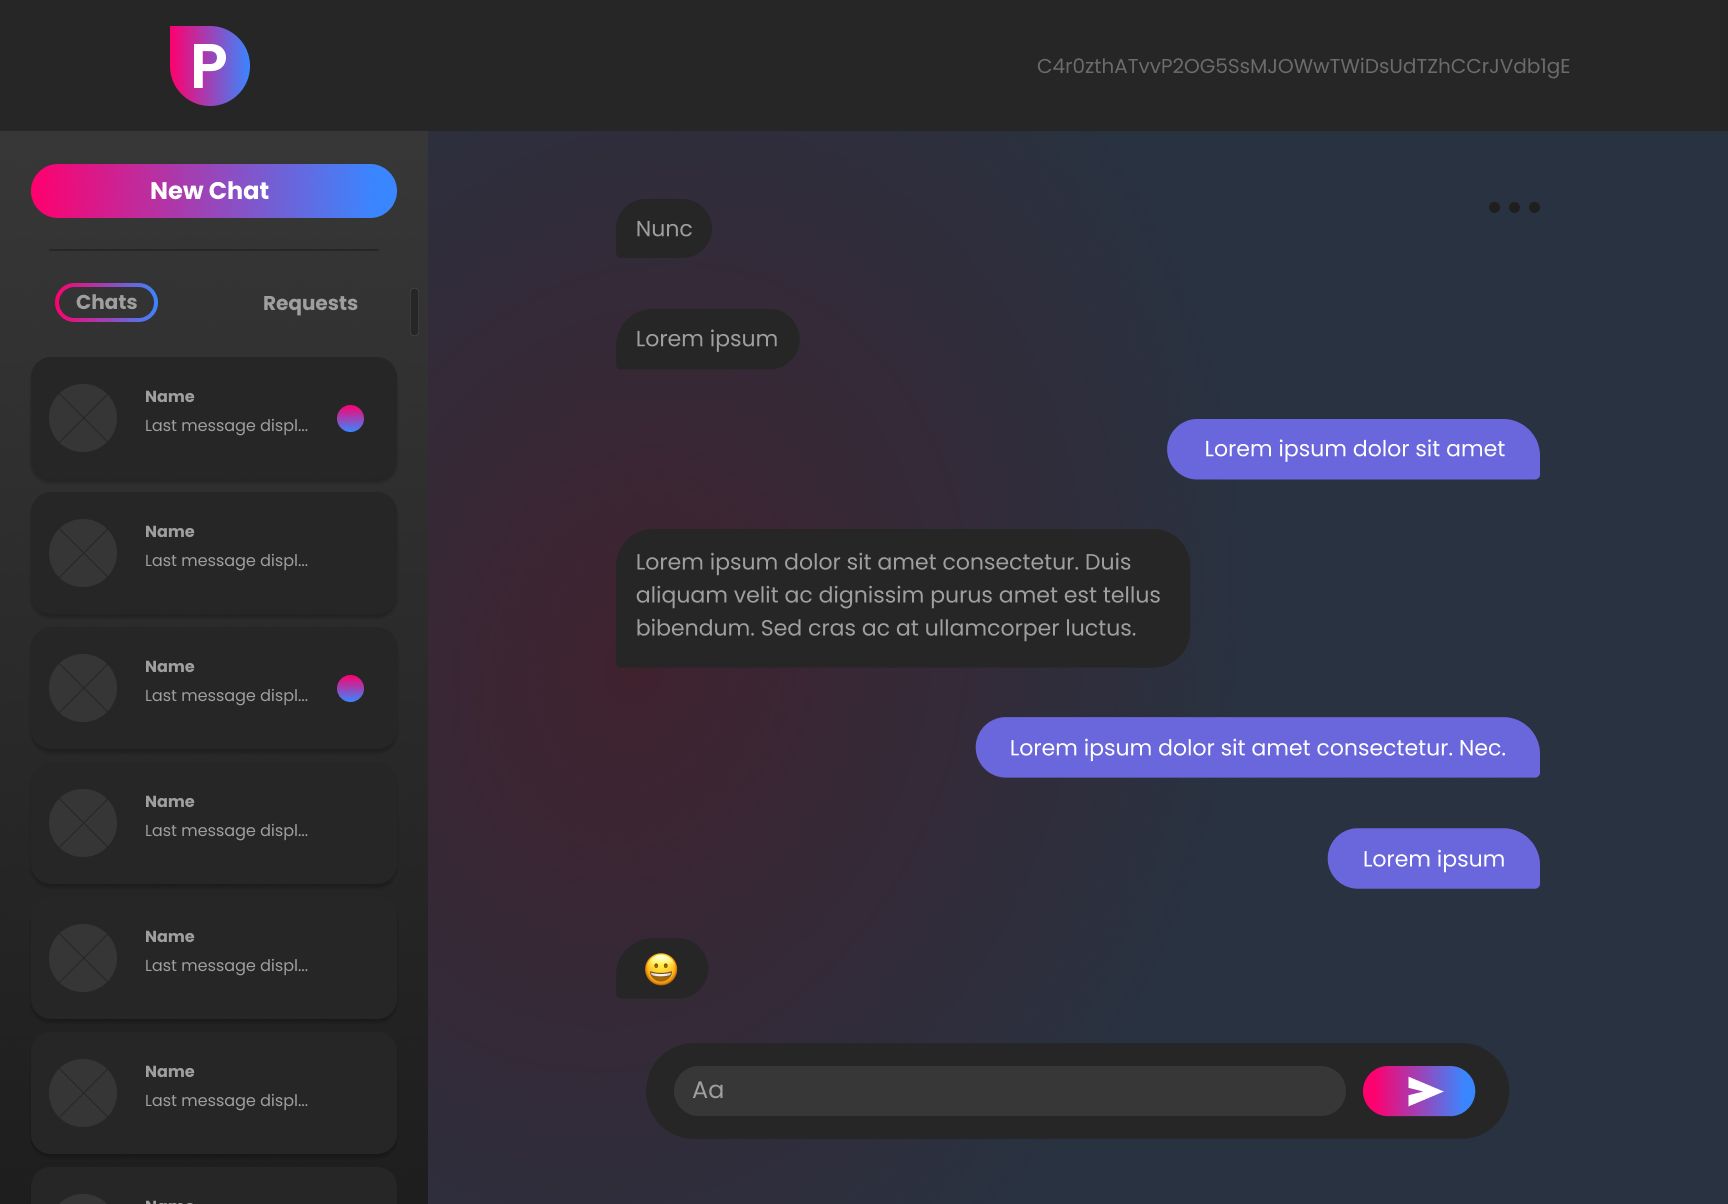 P
C4r0zthATvvP2OG5SsMJOWwTWiDsUdTZhCCrJVdb1gE
New Chat
Chats
Requests
Name
Last message displ...
Name
Last message displ...
Name
Last message displ...
Name
Last message displ...
Name
Last message displ...
Name
Last message displ...
Name
Nunc
Lorem ipsum
Lorem ipsum dolor sit amet
Lorem ipsum dolor sit amet consectetur. Duis
aliquam velit ac dignissim purus amet est tellus
bibendum. Sed cras ac at ullamcorper luctus.
Lorem ipsum dolor sit amet consectetur. Nec.
Lorem ipsum
😀
Aa